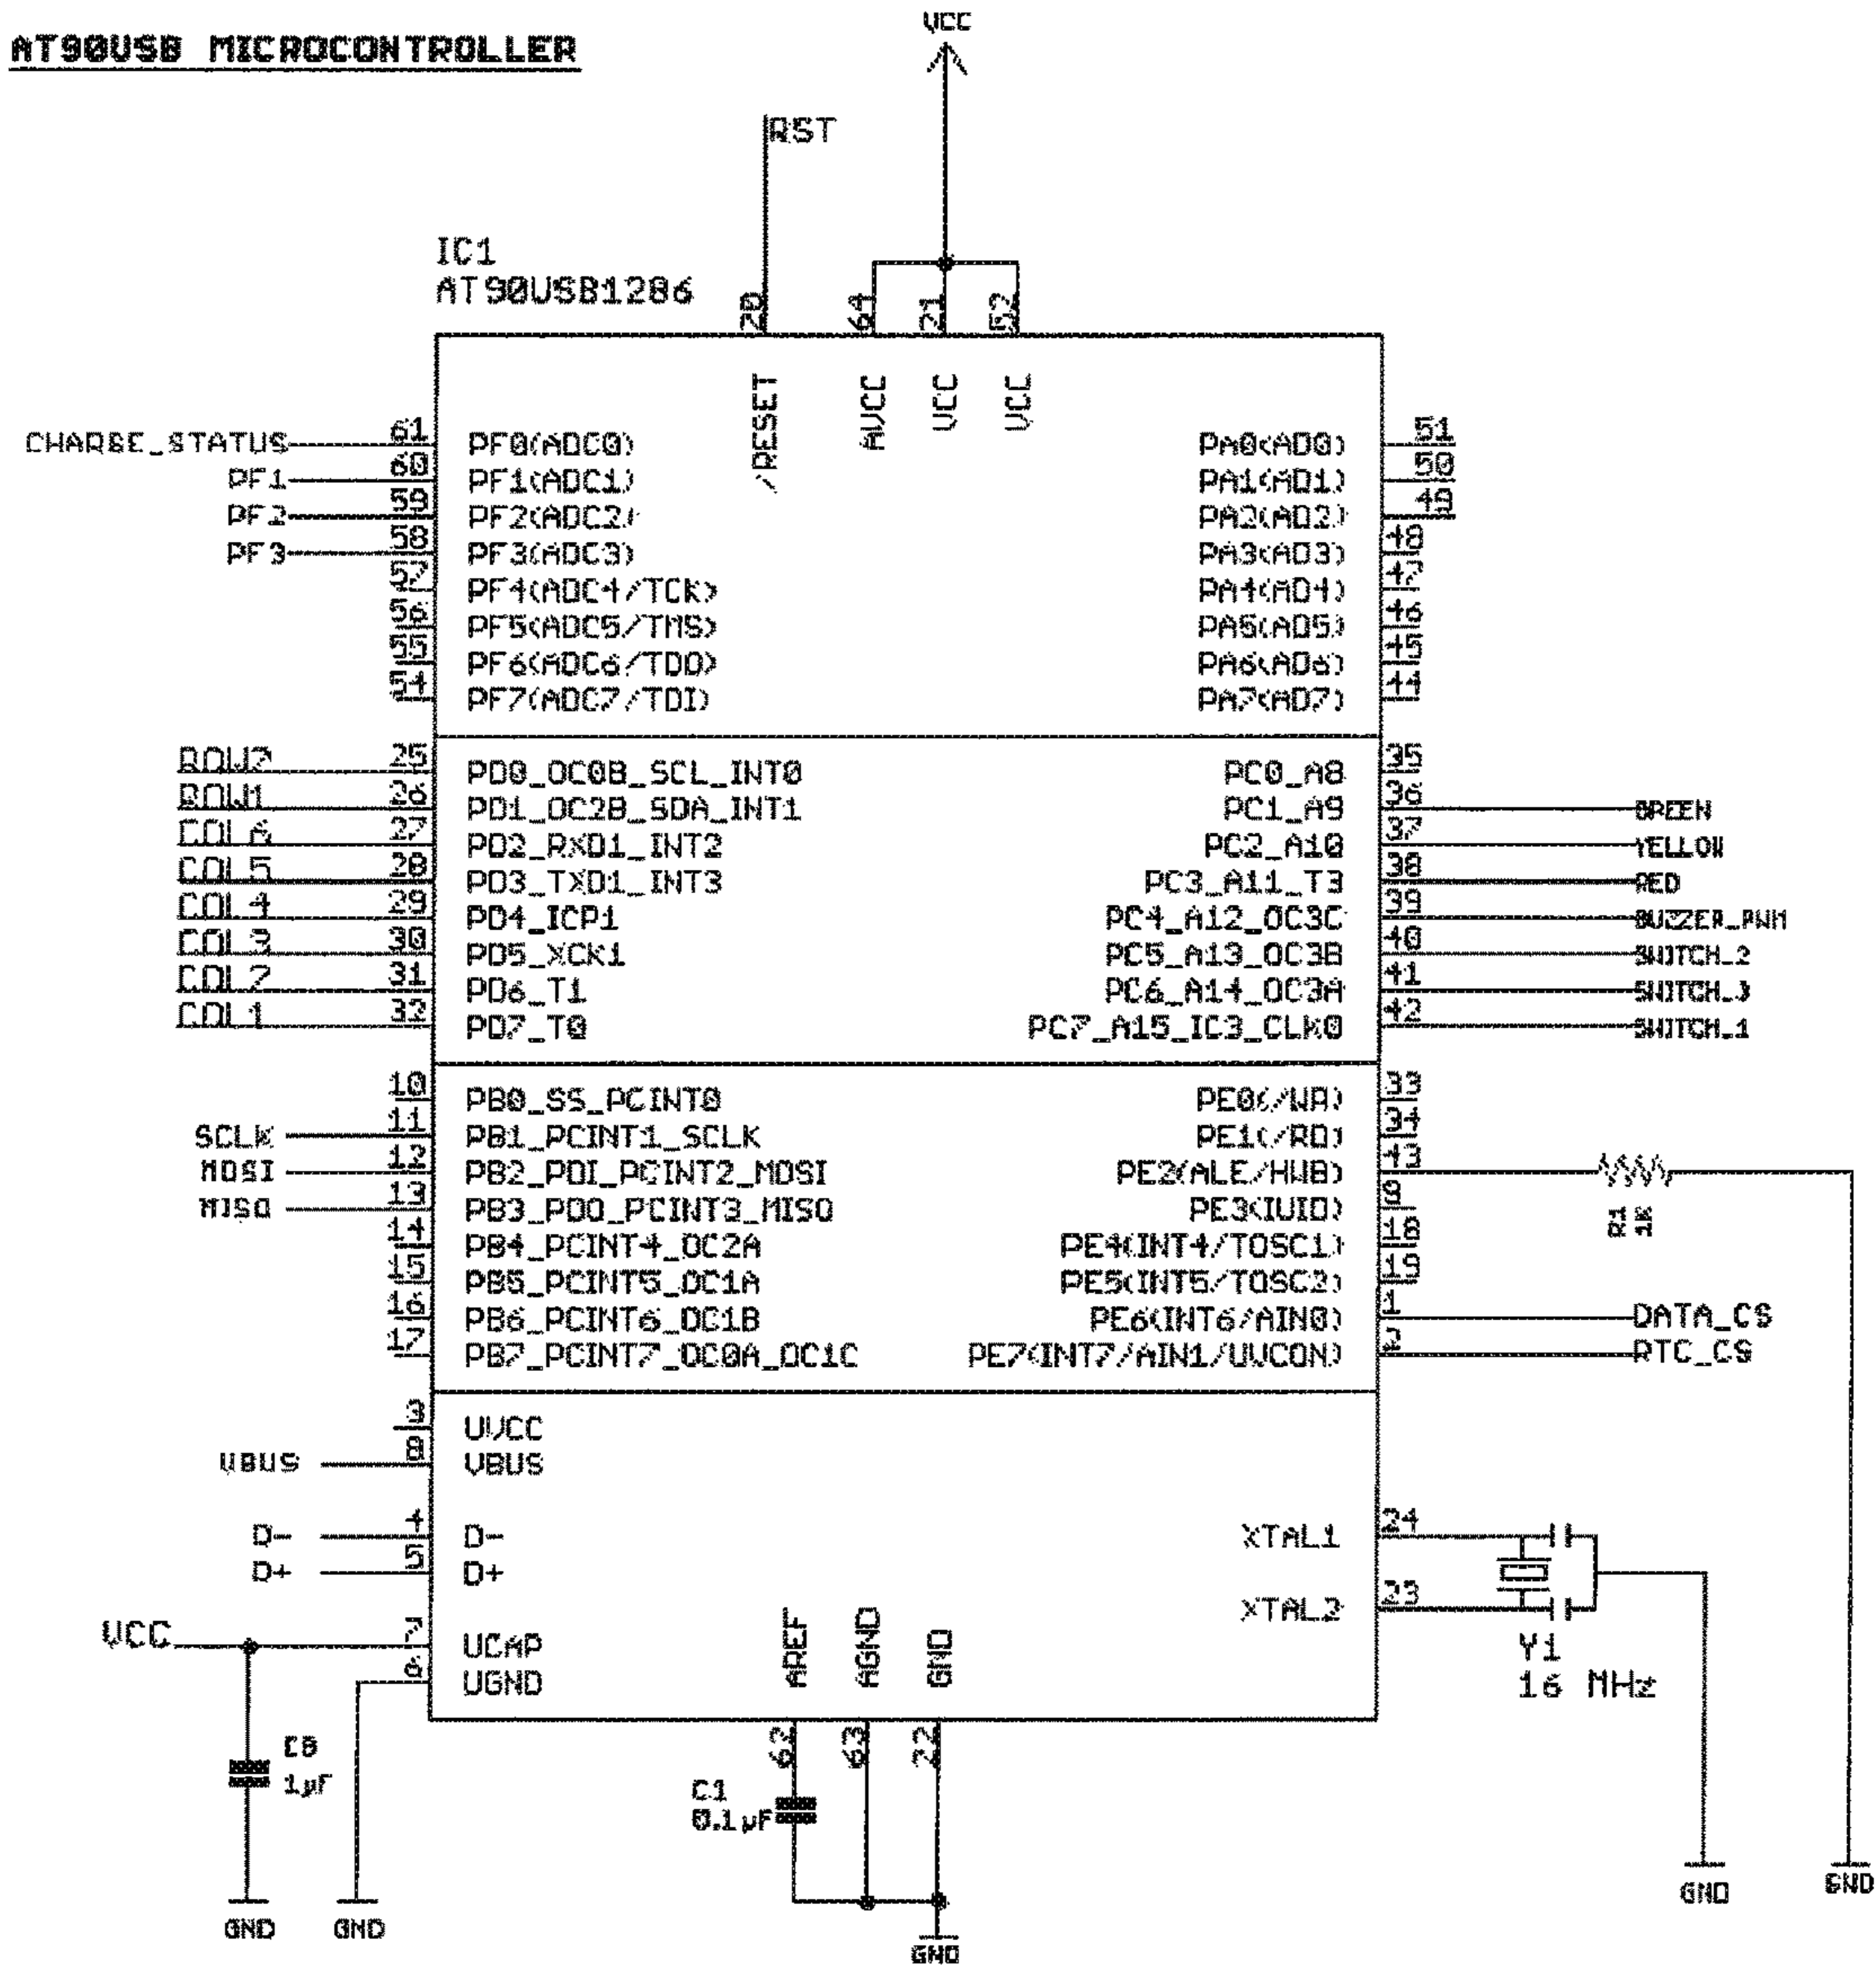 AT90USB MICROCONTROLLER
VCC
RST
IC1
AT90USB1286
20 64 21 52
/RESET AVCC VCC VCC
CHARGE_STATUS 61 PF0(ADC0) PA0(AD0) 51
PF1 60 PF1(ADC1) PA1(AD1) 50
PF2 59 PF2(ADC2) PA2(AD2) 49
PF3 58 PF3(ADC3) PA3(AD3) 48
57 PF4(ADC4/TCK) PA4(AD4) 47
56 PF5(ADC5/TMS) PA5(AD5) 46
55 PF6(ADC6/TDO) PA6(AD6) 45
54 PF7(ADC7/TDI) PA7(AD7) 44
ROW2 25 PD0_OC0B_SCL_INT0 PC0_A8 35
ROW1 26 PD1_OC2B_SDA_INT1 PC1_A9 36 GREEN
COL6 27 PD2_RXD1_INT2 PC2_A10 37 YELLOW
COL5 28 PD3_TXD1_INT3 PC3_A11_T3 38 RED
COL4 29 PD4_ICP1 PC4_A12_OC3C 39 BUZZER_PWM
COL3 30 PD5_XCK1 PC5_A13_OC3B 40 SWITCH_2
COL2 31 PD6_T1 PC6_A14_OC3A 41 SWITCH_3
COL1 32 PD7_T0 PC7_A15_IC3_CLK0 42 SWITCH_1
10 PB0_SS_PCINT0 PE0(/WR) 33
SCLK 11 PB1_PCINT1_SCLK PE1(/RD) 34
MOSI 12 PB2_PDI_PCINT2_MOSI PE2(ALE/HWB) 43
MISO 13 PB3_PDO_PCINT3_MISO PE3(IUID) 9
R1
1K
14 PB4_PCINT4_OC2A PE4(INT4/TOSC1) 18
15 PB5_PCINT5_OC1A PE5(INT5/TOSC2) 19
16 PB6_PCINT6_OC1B PE6(INT6/AIN0) 1 DATA_CS
17 PB7_PCINT7_OC0A_OC1C PE7(INT7/AIN1/UVCON) 2 RTC_CS
3 UVCC
VBUS 8 VBUS
D- 4 D- XTAL1 24
D+ 5 D+
XTAL2 23
VCC 7 UCAP
6 UGND
AREF AGND GND
Y1
16 MHz
62 63 22
C8
1µF
C1
0.1µF
GND GND GND GND GND